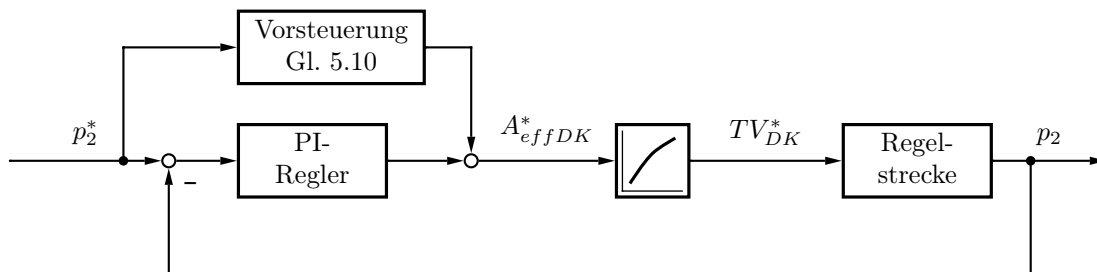 Vorsteuerung
Gl. 5.10
p₂*
PI-
Regler
–
A*_{effDK}
TV*_{DK}
Regel-
strecke
p₂